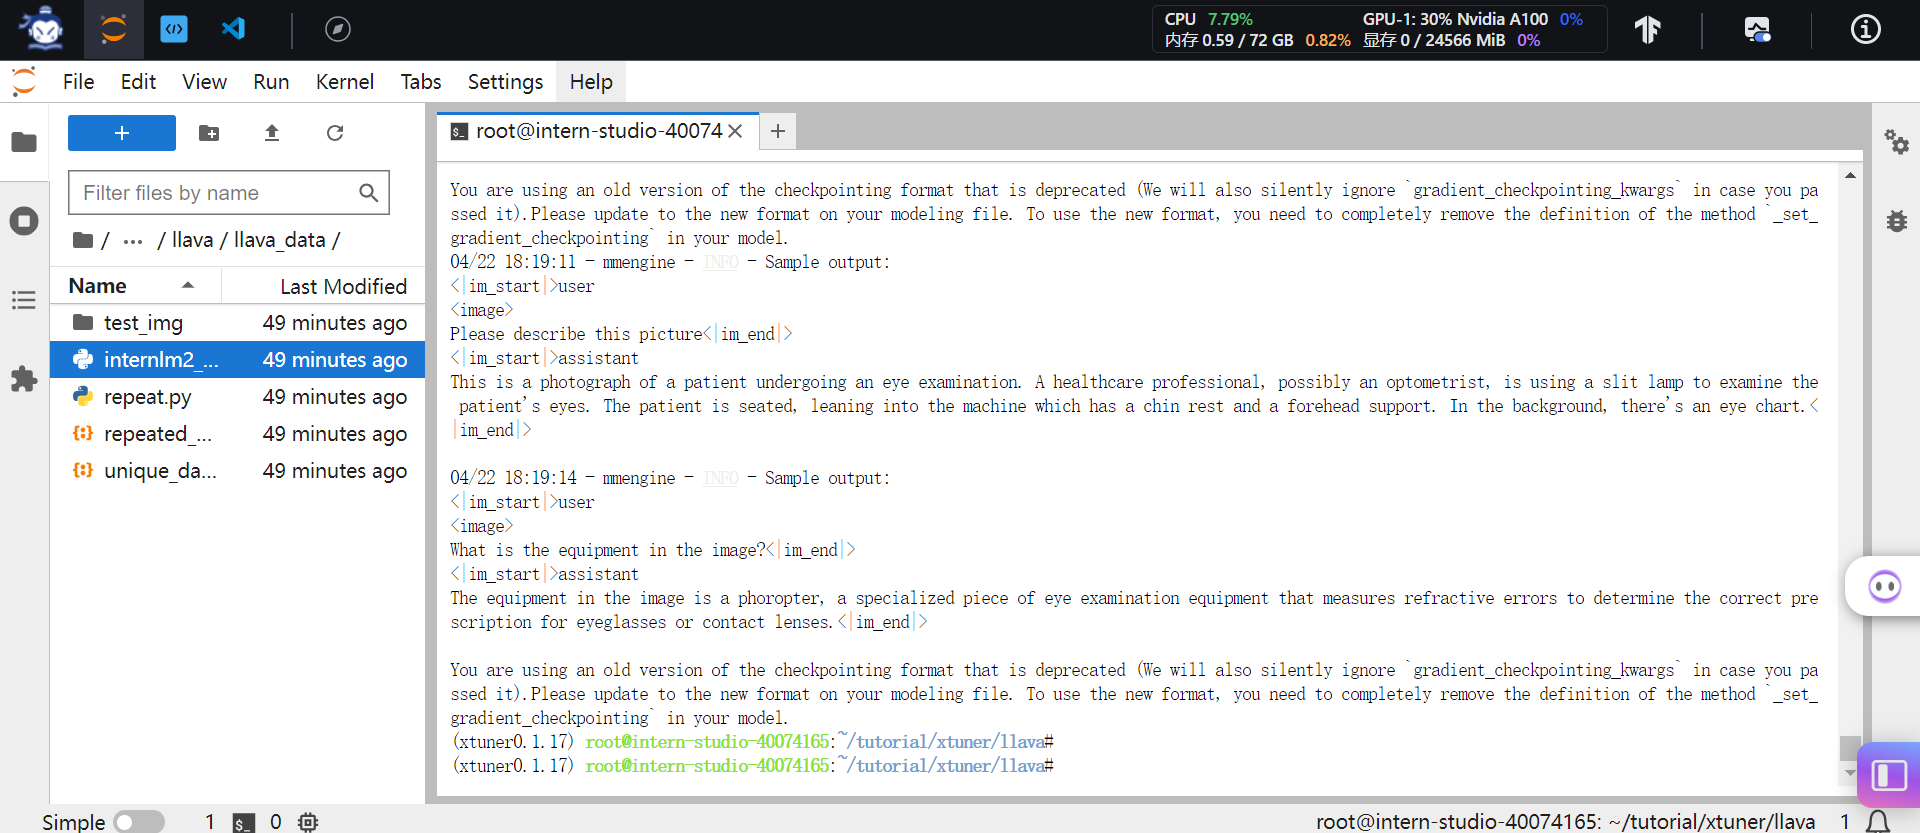 CPU 7.79%
GPU-1: 30% Nvidia A100 0%
内存 0.59 / 72 GB 0.82%
显存 0 / 24566 MiB 0%
File Edit View Run Kernel Tabs Settings Help
root@intern-studio-40074
Filter files by name
/ ... / llava / llava_data /
Name Last Modified
test_img 49 minutes ago
internlm2_... 49 minutes ago
repeat.py 49 minutes ago
repeated_... 49 minutes ago
unique_da... 49 minutes ago
You are using an old version of the checkpointing format that is deprecated (We will also silently ignore `gradient_checkpointing_kwargs` in case you pa
ssed it).Please update to the new format on your modeling file. To use the new format, you need to completely remove the definition of the method `_set_
gradient_checkpointing` in your model.
04/22 18:19:11 - mmengine - INFO - Sample output:
<|im_start|>user
<image>
Please describe this picture<|im_end|>
<|im_start|>assistant
This is a photograph of a patient undergoing an eye examination. A healthcare professional, possibly an optometrist, is using a slit lamp to examine the
patient's eyes. The patient is seated, leaning into the machine which has a chin rest and a forehead support. In the background, there's an eye chart.<
|im_end|>
04/22 18:19:14 - mmengine - INFO - Sample output:
<|im_start|>user
<image>
What is the equipment in the image?<|im_end|>
<|im_start|>assistant
The equipment in the image is a phoropter, a specialized piece of eye examination equipment that measures refractive errors to determine the correct pre
scription for eyeglasses or contact lenses.<|im_end|>
You are using an old version of the checkpointing format that is deprecated (We will also silently ignore `gradient_checkpointing_kwargs` in case you pa
ssed it).Please update to the new format on your modeling file. To use the new format, you need to completely remove the definition of the method `_set_
gradient_checkpointing` in your model.
(xtuner0.1.17) root@intern-studio-40074165:~/tutorial/xtuner/llava#
(xtuner0.1.17) root@intern-studio-40074165:~/tutorial/xtuner/llava#
Simple 1 $_ 0
root@intern-studio-40074165: ~/tutorial/xtuner/llava 1